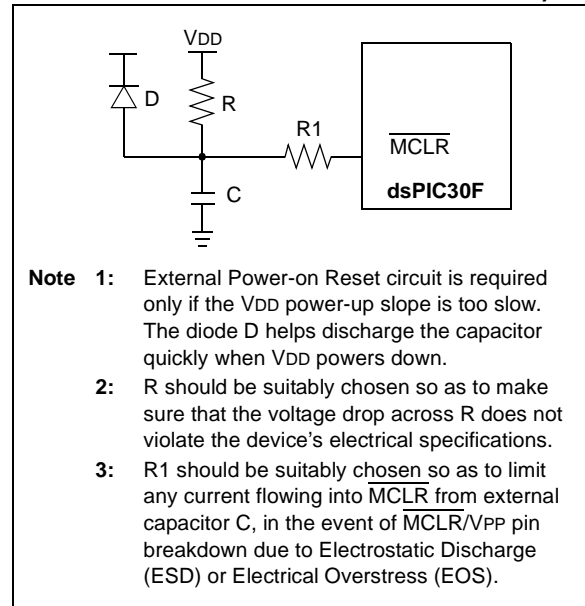 VDD
D
R
R1
C
MCLR
dsPIC30F
Note 1: External Power-on Reset circuit is required
only if the VDD power-up slope is too slow.
The diode D helps discharge the capacitor
quickly when VDD powers down.
2: R should be suitably chosen so as to make
sure that the voltage drop across R does not
violate the device's electrical specifications.
3: R1 should be suitably chosen so as to limit
any current flowing into MCLR from external
capacitor C, in the event of MCLR/VPP pin
breakdown due to Electrostatic Discharge
(ESD) or Electrical Overstress (EOS).